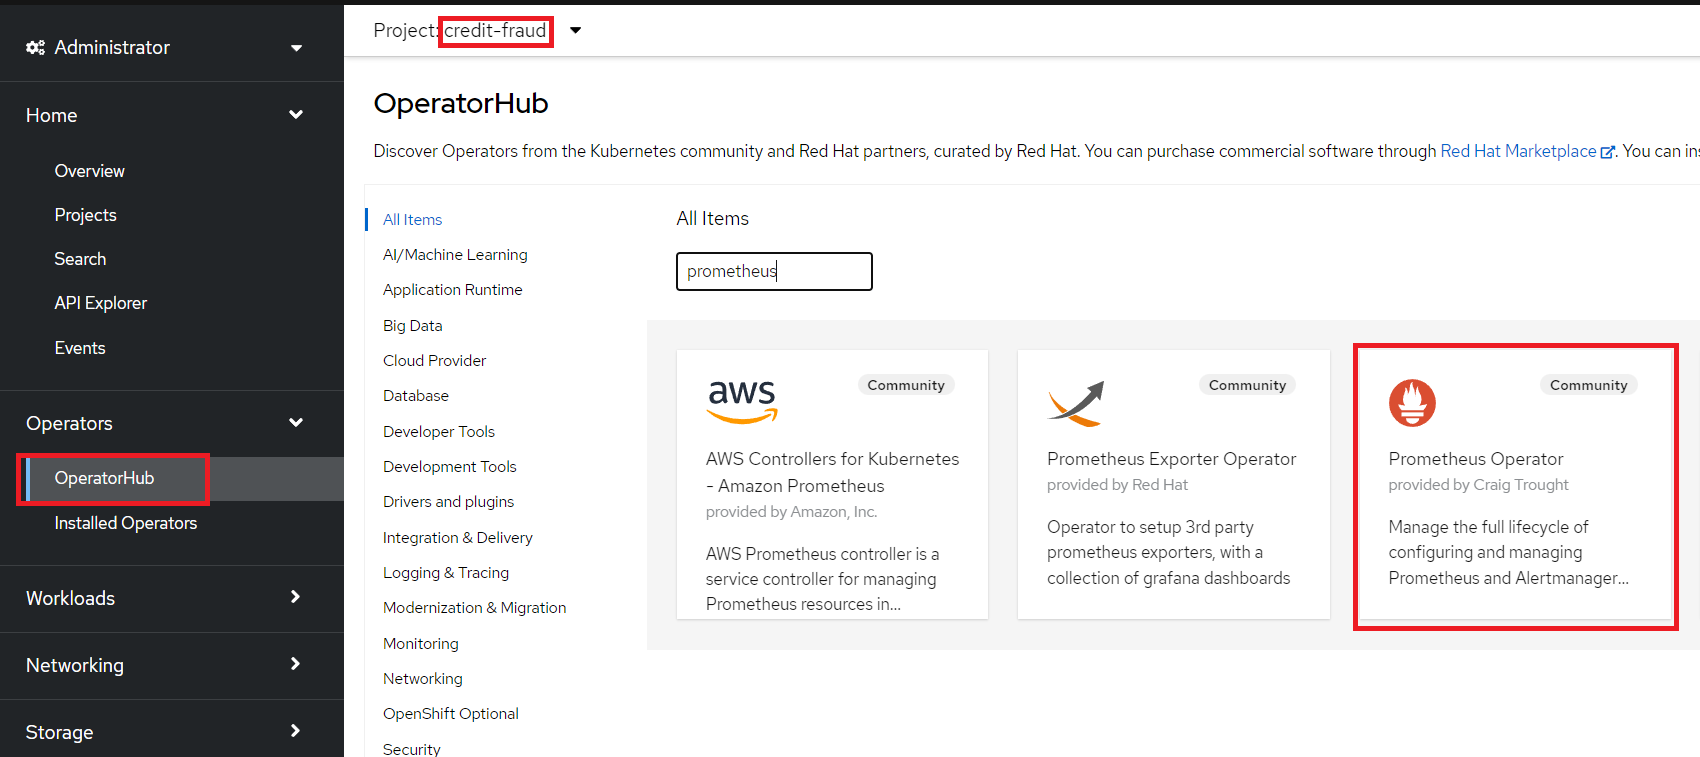 Administrator
Home
Overview
Projects
Search
API Explorer
Events
Operators
OperatorHub
Installed Operators
Workloads
Networking
Storage
Project: credit-fraud
OperatorHub
Discover Operators from the Kubernetes community and Red Hat partners, curated by Red Hat. You can purchase commercial software through Red Hat Marketplace. You can ins
All Items
AI/Machine Learning
Application Runtime
Big Data
Cloud Provider
Database
Developer Tools
Development Tools
Drivers and plugins
Integration & Delivery
Logging & Tracing
Modernization & Migration
Monitoring
Networking
OpenShift Optional
Security
All Items
prometheus
aws
Community
AWS Controllers for Kubernetes
- Amazon Prometheus
provided by Amazon, Inc.
AWS Prometheus controller is a
service controller for managing
Prometheus resources in...
Community
Prometheus Exporter Operator
provided by Red Hat
Operator to setup 3rd party
prometheus exporters, with a
collection of grafana dashboards
Community
Prometheus Operator
provided by Craig Trought
Manage the full lifecycle of
configuring and managing
Prometheus and Alertmanager...